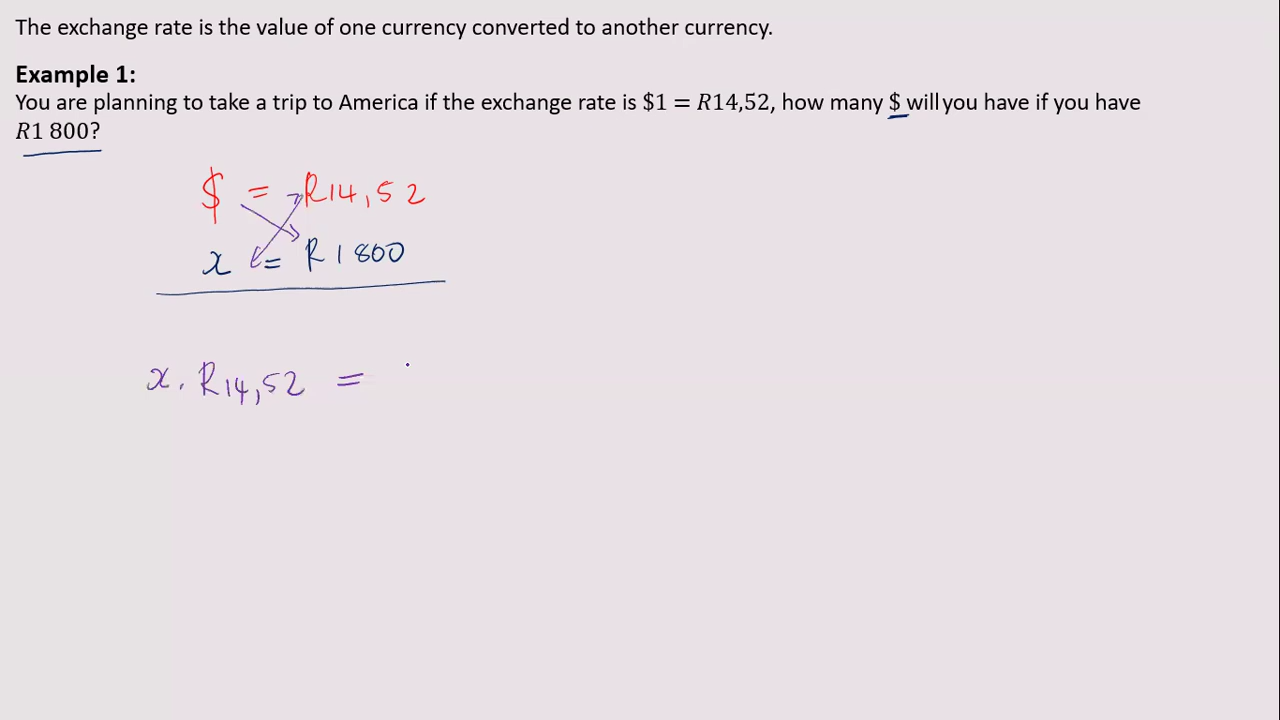 The exchange rate is the value of one currency converted to another currency.
Example 1:
You are planning to take a trip to America if the exchange rate is $1 = R14,52, how many $ will you have if you have
R1 800?
$ = R14,52
x = R1800
x. R14,52 =